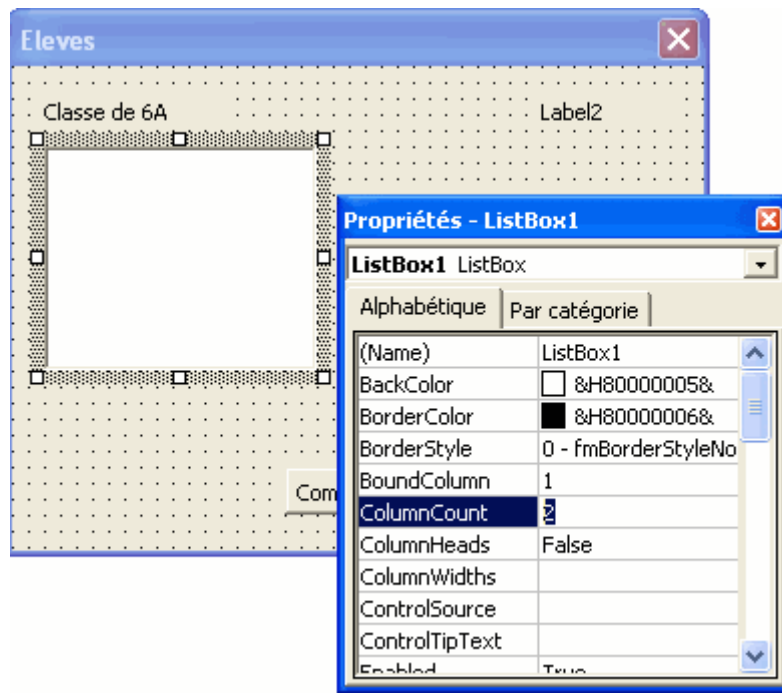 Eleves
Classe de 6A
Label2
Propriétés - ListBox1
ListBox1 ListBox
Alphabétique
Par catégorie
(Name) ListBox1
BackColor &H80000005&
BorderColor &H80000006&
BorderStyle 0 - fmBorderStyleNo
BoundColumn 1
Com
ColumnCount 2
ColumnHeads False
ColumnWidths
ControlSource
ControlTipText
Enabled True